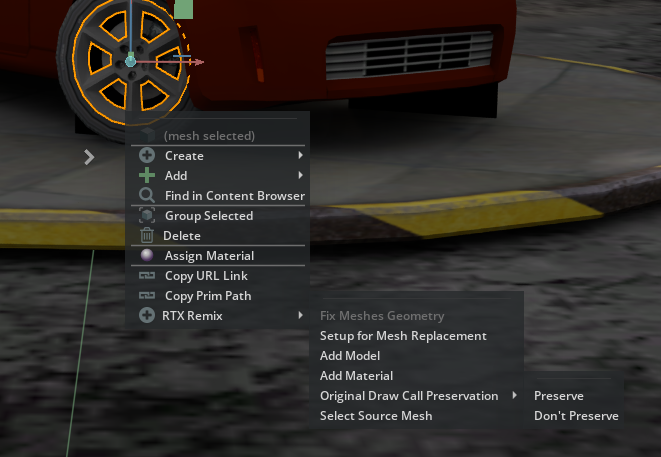 (mesh selected)
Create
Add
Find in Content Browser
Group Selected
Delete
Assign Material
Copy URL Link
Copy Prim Path
RTX Remix
Fix Meshes Geometry
Setup for Mesh Replacement
Add Model
Add Material
Original Draw Call Preservation
Select Source Mesh
Preserve
Don't Preserve